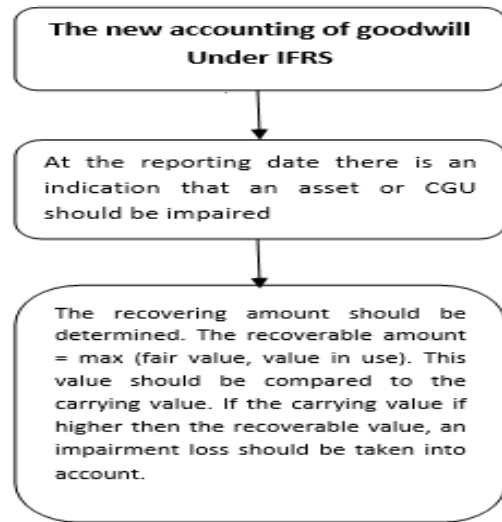 The new accounting of goodwill
Under IFRS
At the reporting date there is an
indication that an asset or CGU
should be impaired
The recovering amount should be
determined. The recoverable amount
= max (fair value, value in use). This
value should be compared to the
carrying value. If the carrying value if
higher then the recoverable value, an
impairment loss should be taken into
account.